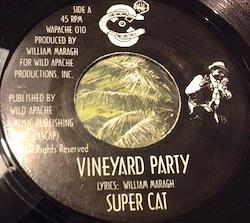 SIDE A
45 RPM
WAPACHE 010
PRODUCED BY
WILLIAM MARAGH
FOR WILD APACHE
PRODUCTIONS, INC.
PUBLISHED BY
WILD APACHE
MUSIC PUBLISHING
(ASCAP)
Rights Reserved
VINEYARD PARTY
LYRICS: WILLIAM MARAGH
SUPER CAT